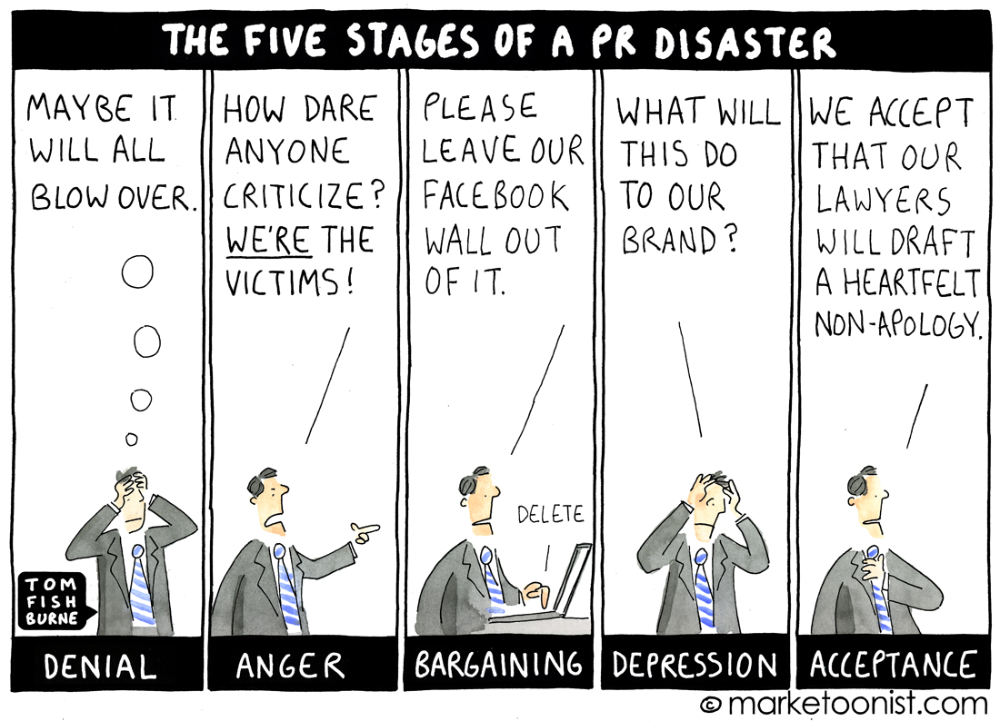 THE FIVE STAGES OF A PR DISASTER
MAYBE IT
WILL ALL
BLOW OVER.
HOW DARE
ANYONE
CRITICIZE?
WE'RE THE
VICTIMS!
PLEASE
LEAVE OUR
FACEBOOK
WALL OUT
OF IT.
DELETE
WHAT WILL
THIS DO
TO OUR
BRAND?
WE ACCEPT
THAT OUR
LAWYERS
WILL DRAFT
A HEARTFELT
NON-APOLOGY.
TOM
FISH
BURNE
DENIAL
ANGER
BARGAINING
DEPRESSION
ACCEPTANCE
© marketoonist.com